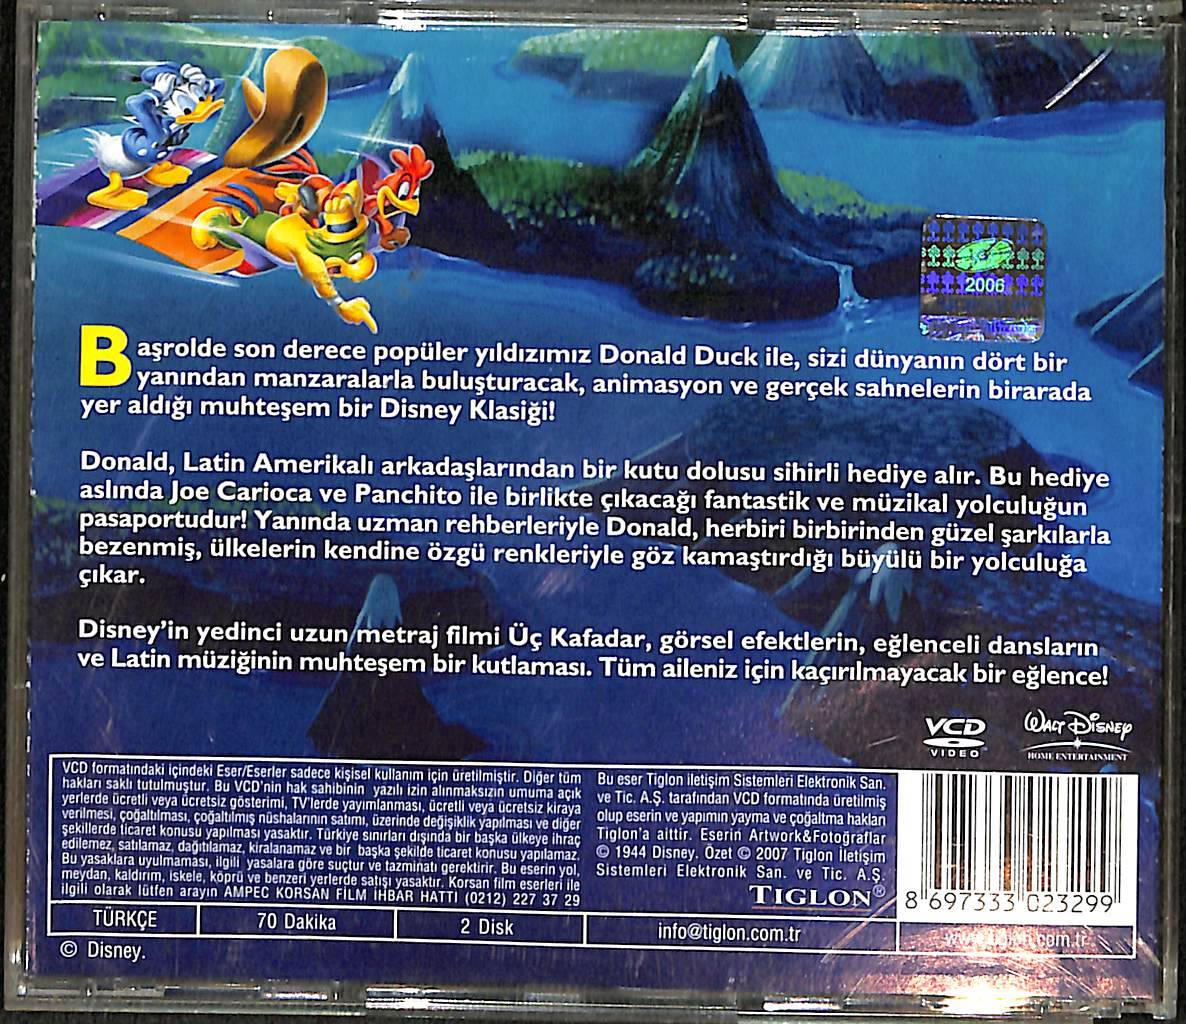 2006
Başrolde son derece popüler yıldızımız Donald Duck ile, sizi dünyanın dört bir
yanından manzaralarla buluşturacak, animasyon ve gerçek sahnelerin birarada
yer aldığı muhteşem bir Disney Klasiği!
Donald, Latin Amerikalı arkadaşlarından bir kutu dolusu sihirli hediye alır. Bu hediye
aslında Joe Carioca ve Panchito ile birlikte çıkacağı fantastik ve müzikal yolculuğun
pasaportudur! Yanında uzman rehberleriyle Donald, herbiri birbirinden güzel şarkılarla
bezenmiş, ülkelerin kendine özgü renkleriyle göz kamaştırdığı büyülü bir yolculuğa
çıkar.
Disney'in yedinci uzun metraj filmi Üç Kafadar, görsel efektlerin, eğlenceli dansların
ve Latin müziğinin muhteşem bir kutlaması. Tüm aileniz için kaçırılmayacak bir eğlence!
VCD
VIDEO
WALT DISNEY
HOME ENTERTAINMENT
VCD formatındaki içindeki Eser/Eserler sadece kişisel kullanım için üretilmiştir. Diğer tüm
hakları saklı tutulmuştur. Bu VCD'nin hak sahibinin yazılı izin alınmaksızın umuma açık
yerlerde ücretli veya ücretsiz gösterimi, TV'lerde yayımlanması, ücretli veya ücretsiz kiraya
verilmesi, çoğaltılması, çoğaltılmış nüshalarının satımı, üzerinde değişiklik yapılması ve diğer
şekillerde ticaret konusu yapılması yasaktır. Türkiye sınırları dışında bir başka ülkeye ihraç
edilemez, satılamaz, dağıtılamaz, kiralanamaz ve bir başka şekilde ticaret konusu yapılamaz.
Bu yasaklara uyulmaması, ilgili yasalara göre suçtur ve tazminatı gerektirir. Bu eserin yol,
meydan, kaldırım, iskele, köprü ve benzeri yerlerde satışı yasaktır. Korsan film eserleri ile
ilgili olarak lütfen arayın AMPEC KORSAN FİLM İHBAR HATTI (0212) 227 37 29
Bu eser Tiglon iletişim Sistemleri Elektronik San.
ve Tic. A.Ş. tarafından VCD formatında üretilmiş
olup eserin ve yapımın yayma ve çoğaltma hakları
Tiglon'a aittir. Eserin Artwork&Fotoğraflar
© 1944 Disney. Özet © 2007 Tiglon İletişim
Sistemleri Elektronik San. ve Tic. A.Ş.
TIGLON®
8 697333 023299
TÜRKÇE
70 Dakika
2 Disk
info@tiglon.com.tr
www.tiglon.com.tr
© Disney.